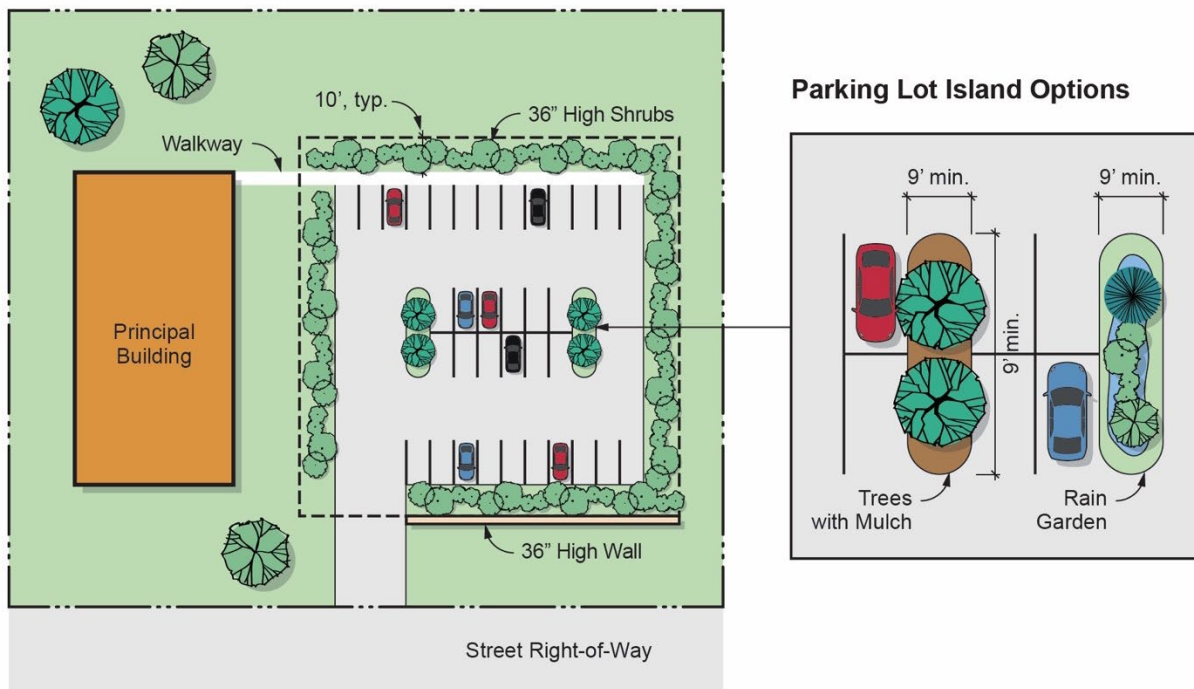 10', typ.
36” High Shrubs
Walkway
Principal
Building
36” High Wall
Street Right-of-Way
Parking Lot Island Options
9’ min.
9’ min.
9’ min.
Trees
with Mulch
Rain
Garden